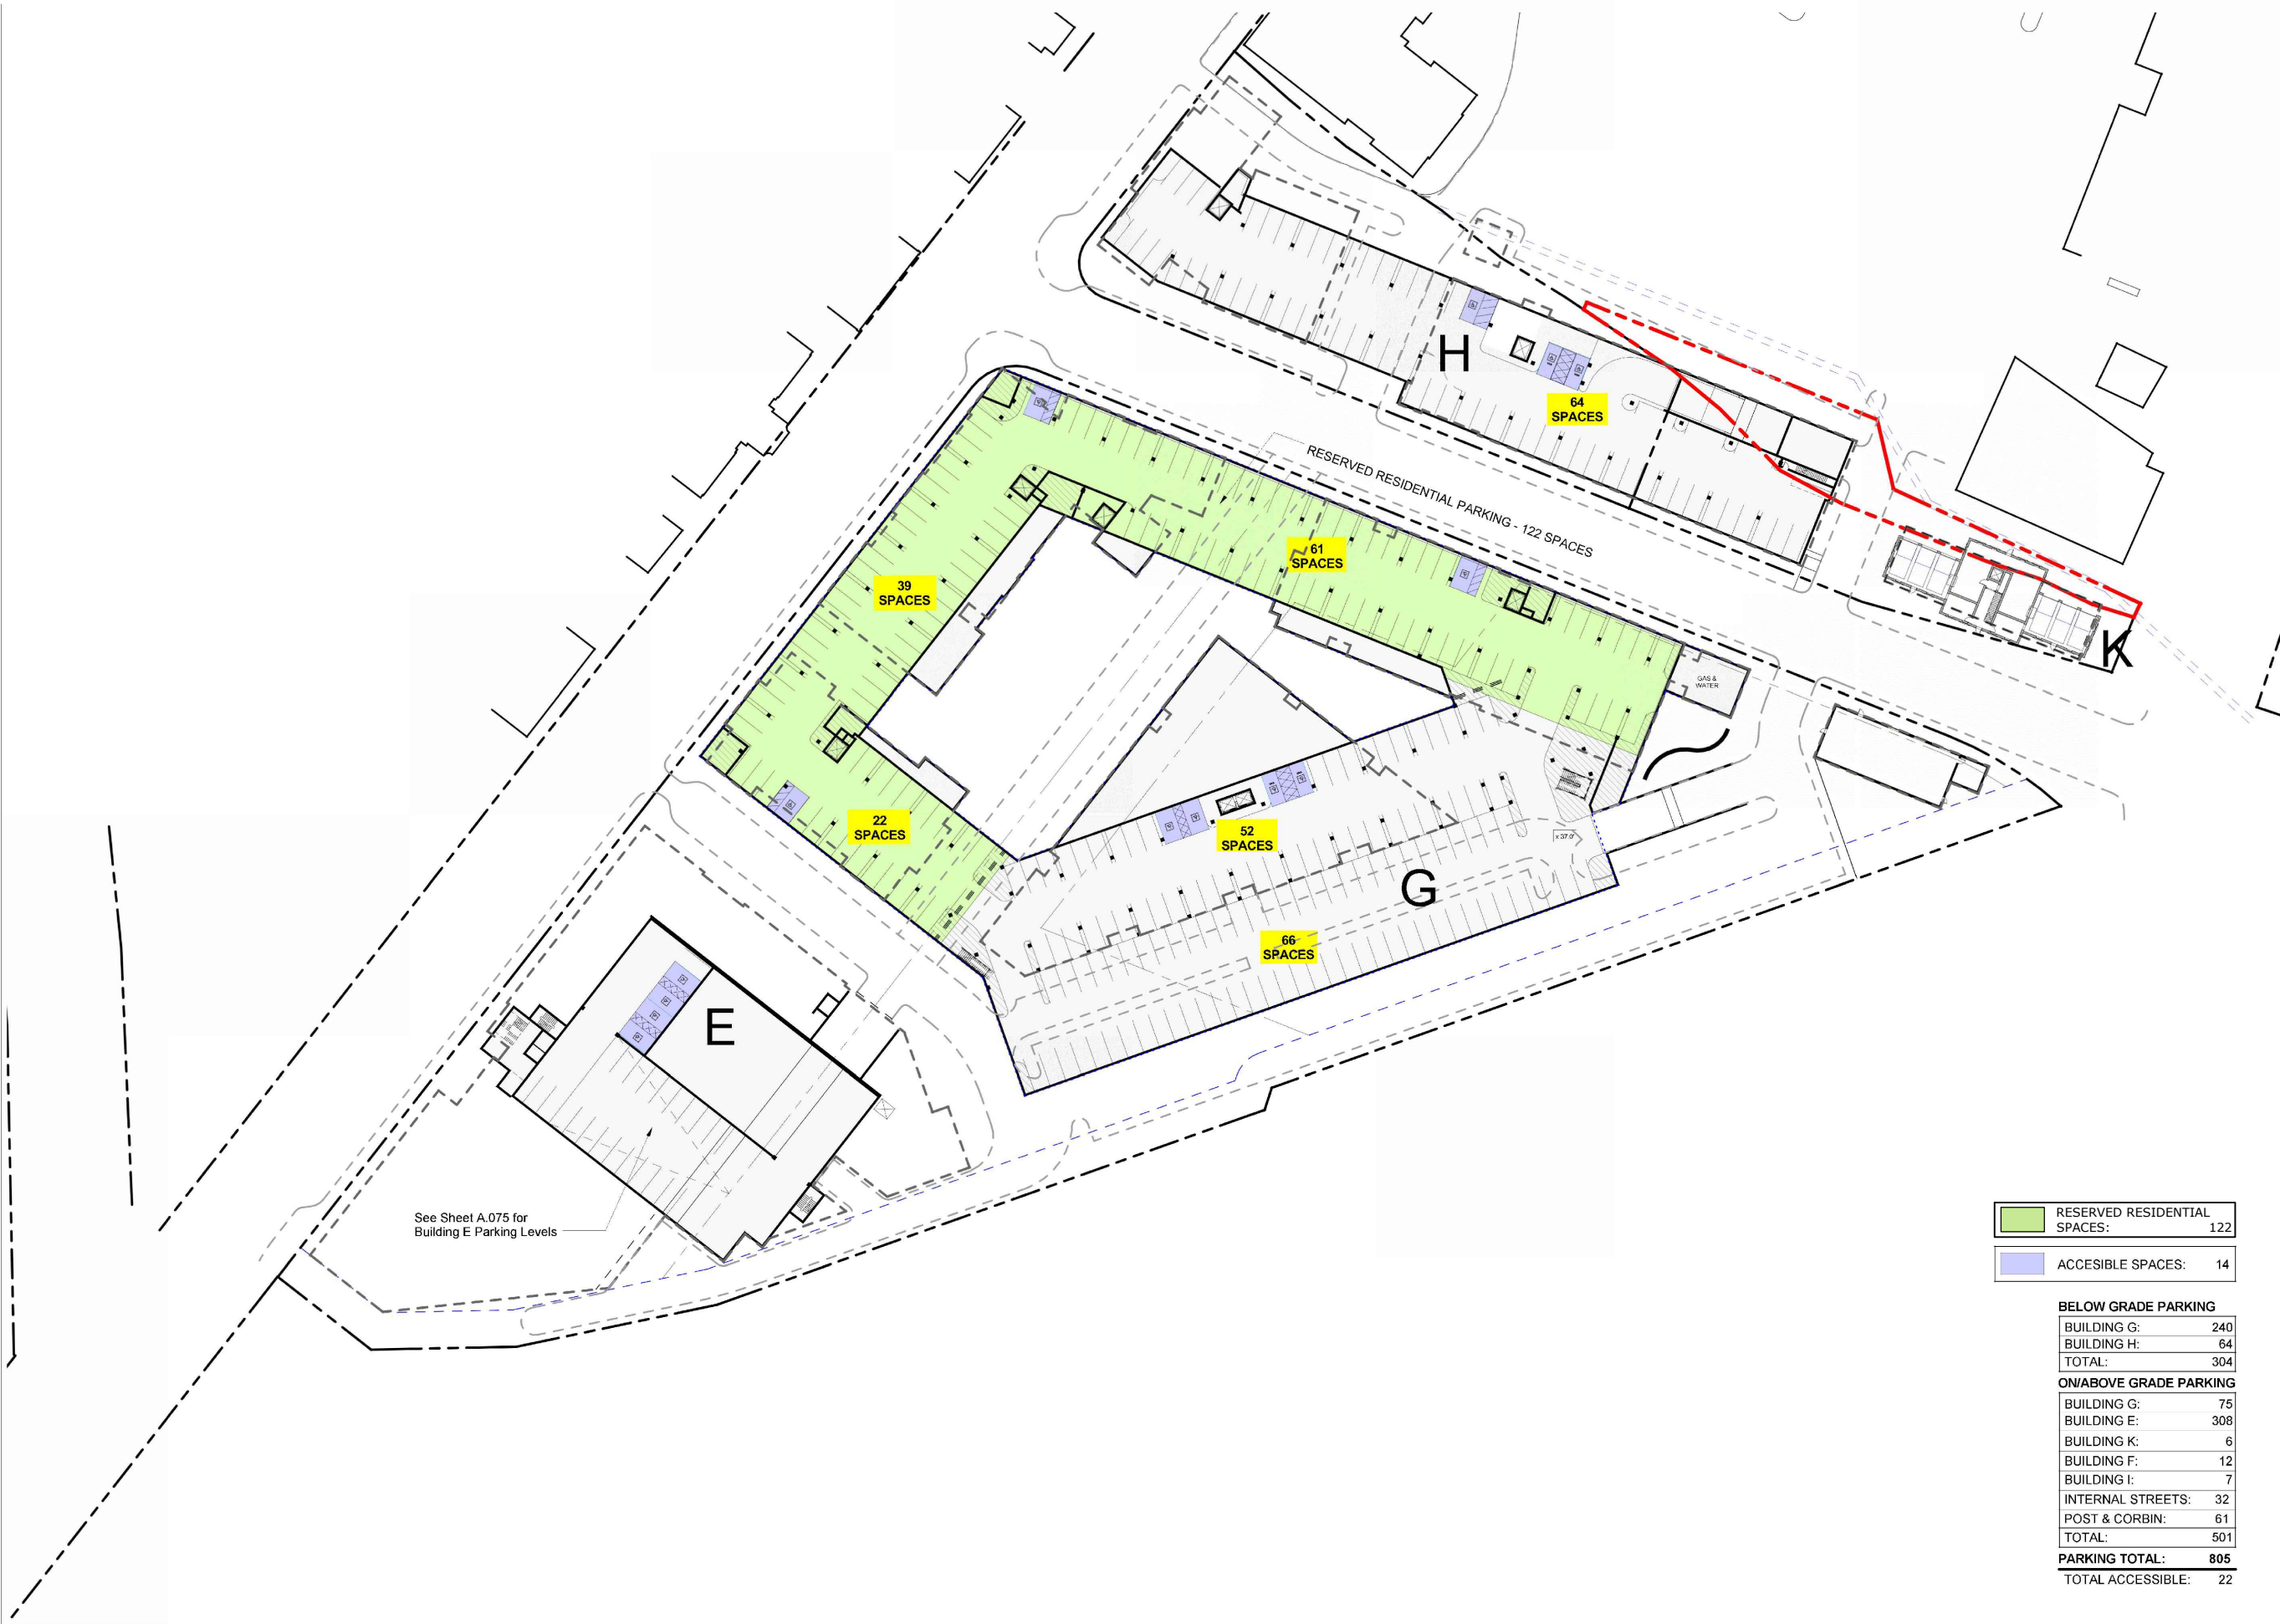 H
64
SPACES
RESERVED RESIDENTIAL PARKING - 122 SPACES
61
SPACES
39
SPACES
K
GAS &
WATER
22
SPACES
52
SPACES
x 37.0'
G
66
SPACES
E
See Sheet A.075 for
Building E Parking Levels
RESERVED RESIDENTIAL
SPACES: 122
ACCESIBLE SPACES: 14
BELOW GRADE PARKING
BUILDING G: 240
BUILDING H: 64
TOTAL: 304
ON/ABOVE GRADE PARKING
BUILDING G: 75
BUILDING E: 308
BUILDING K: 6
BUILDING F: 12
BUILDING I: 7
INTERNAL STREETS: 32
POST & CORBIN: 61
TOTAL: 501
PARKING TOTAL: 805
TOTAL ACCESSIBLE: 22